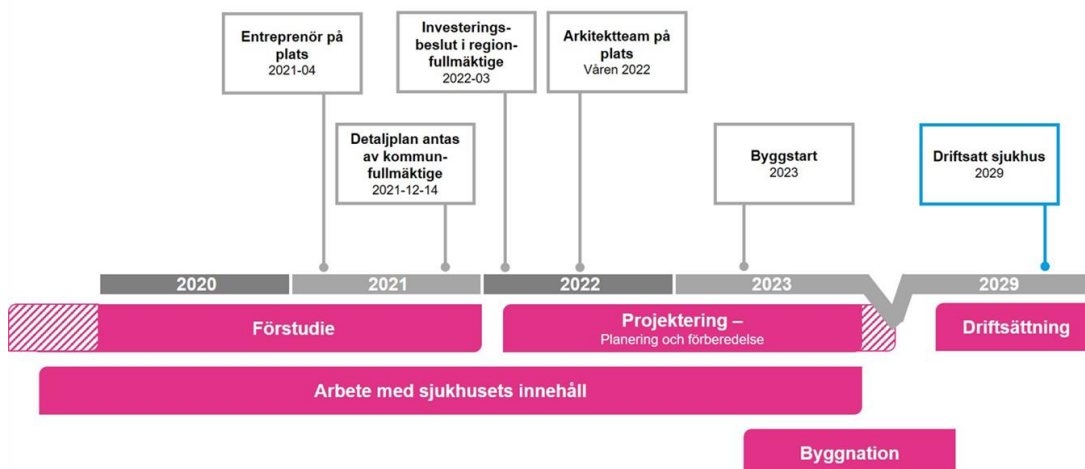 Entreprenör på
plats
2021-04
Investerings-
beslut i region-
fullmäktige
2022-03
Arkitektteam på
plats
Våren 2022
Detaljplan antas
av kommun-
fullmäktige
2021-12-14
Byggstart
2023
Driftsatt sjukhus
2029
2020
2021
2022
2023
2029
Förstudie
Projektering –
Planering och förberedelse
Driftsättning
Arbete med sjukhusets innehåll
Byggnation